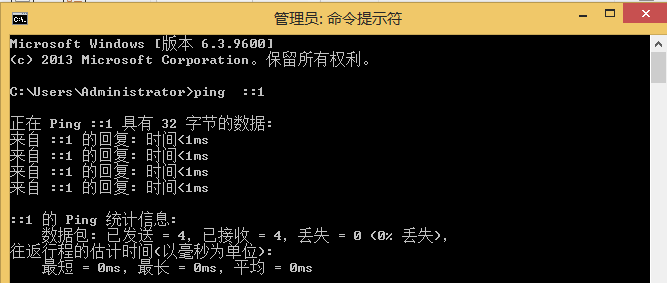 管理员: 命令提示符
Microsoft Windows [版本 6.3.9600]
(c) 2013 Microsoft Corporation。保留所有权利。
C:\Users\Administrator>ping  ::1
正在 Ping ::1 具有 32 字节的数据:
来自 ::1 的回复: 时间<1ms
来自 ::1 的回复: 时间<1ms
来自 ::1 的回复: 时间<1ms
来自 ::1 的回复: 时间<1ms
::1 的 Ping 统计信息:
数据包: 已发送 = 4, 已接收 = 4, 丢失 = 0 (0% 丢失),
往返行程的估计时间(以毫秒为单位):
最短 = 0ms, 最长 = 0ms, 平均 = 0ms